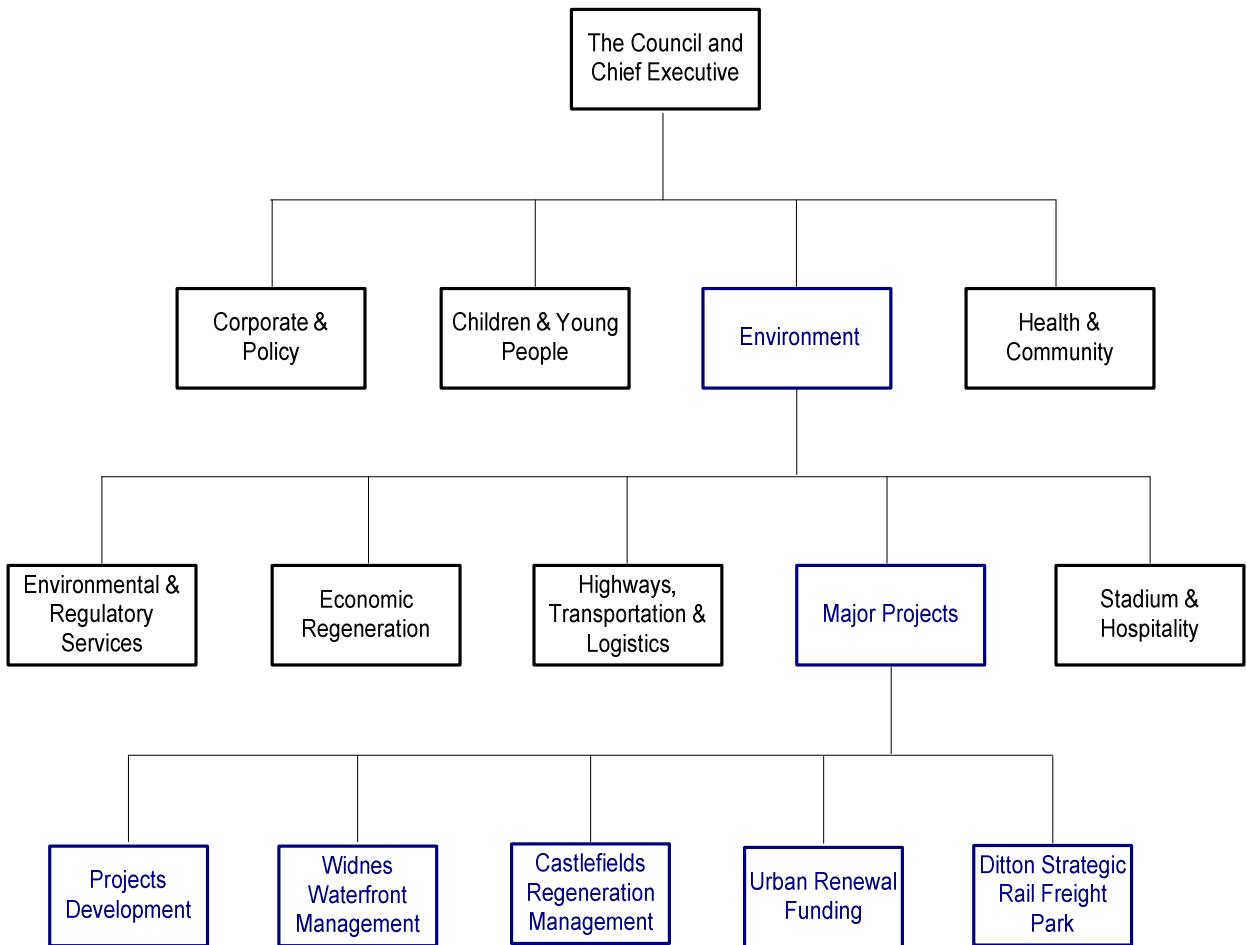 The Council and
Chief Executive
Corporate &
Policy
Children & Young
People
Environment
Health &
Community
Environmental &
Regulatory
Services
Economic
Regeneration
Highways,
Transportation &
Logistics
Major Projects
Stadium &
Hospitality
Projects
Development
Widnes
Waterfront
Management
Castlefields
Regeneration
Management
Urban Renewal
Funding
Ditton Strategic
Rail Freight
Park